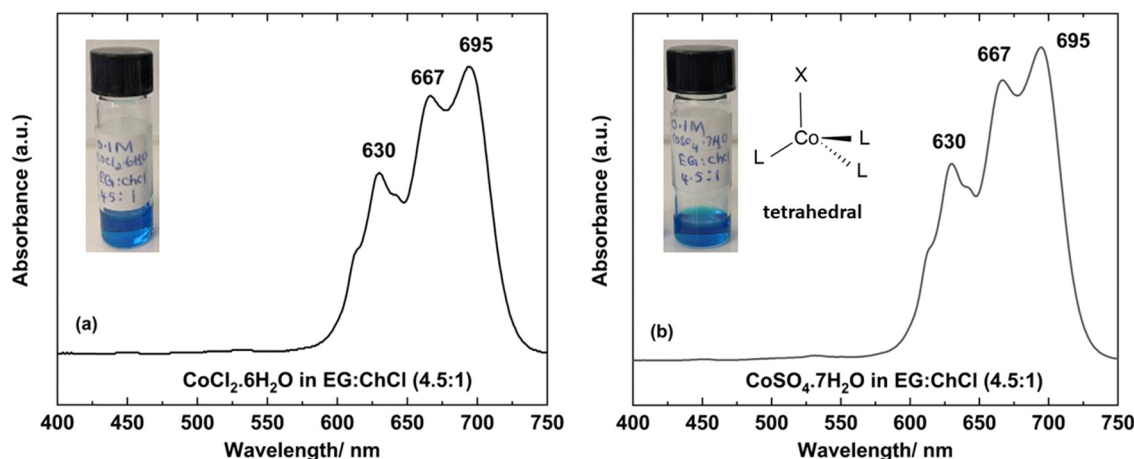 Absorbance (a.u.)
630
667
695
0.1M
CoCl2.6H2O
EG:ChCl
4.5:1
(a)
CoCl2.6H2O in EG:ChCl (4.5:1)
400 450 500 550 600 650 700 750
Wavelength/ nm
Absorbance (a.u.)
630
667
695
0.1M
CoSO4.7H2O
EG:ChCl
4.5:1
X
Co
L
L
L
tetrahedral
(b)
CoSO4.7H2O in EG:ChCl (4.5:1)
400 450 500 550 600 650 700 750
Wavelength/ nm